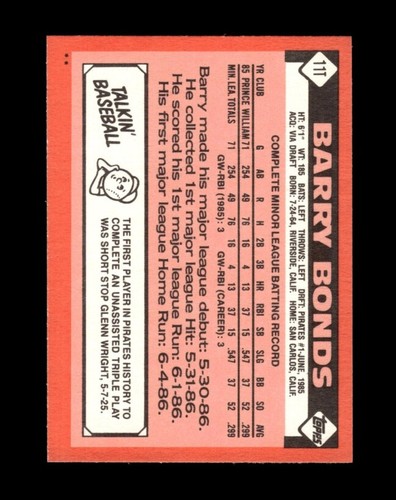 11T
BARRY BONDS
TOPPS
HT: 6'1" WT: 185 BATS: LEFT THROWS: LEFT DRFT: PIRATES #1-JUNE, 1985
ACQ: VIA DRAFT BORN: 7-24-64, RIVERSIDE, CALIF. HOME: SAN CARLOS, CALIF.
COMPLETE MINOR LEAGUE BATTING RECORD
YR CLUB G AB R H 2B 3B HR RBI SB SLG BB SO AVG
85 PRINCE WILLIAM 71 254 49 76 16 4 13 37 15 .547 37 52 .299
MIN. LEA. TOTALS 71 254 49 76 16 4 13 37 15 .547 37 52 .299
GW-RBI (1985): 3 GW-RBI (CAREER): 3
Barry made his major league debut: 5-30-86.
He collected 1st major league Hit: 5-31-86.
He scored his 1st major league Run: 6-1-86.
His first major league Home Run: 6-4-86.
TALKIN'
BASEBALL
THE FIRST PLAYER IN PIRATES HISTORY TO
COMPLETE AN UNASSISTED TRIPLE PLAY
WAS SHORT STOP GLENN WRIGHT, 5-7-25.
**